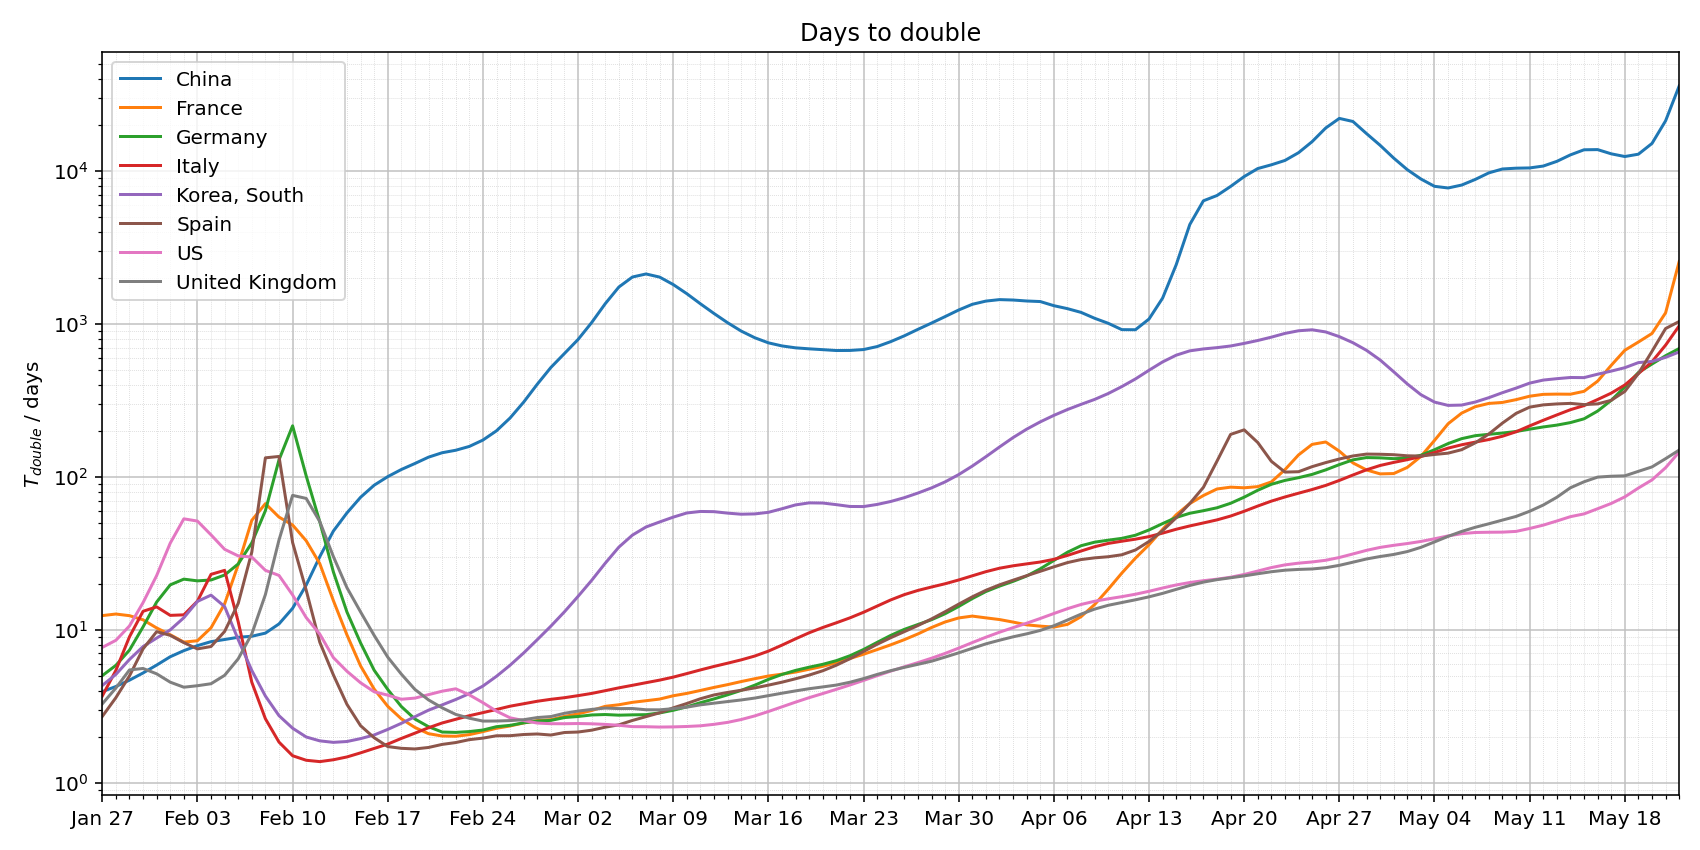 Days to double
China
France
Germany
Italy
Korea, South
Spain
US
United Kingdom
T_double / days
10⁴
10³
10²
10¹
10⁰
Jan 27 Feb 03 Feb 10 Feb 17 Feb 24 Mar 02 Mar 09 Mar 16 Mar 23 Mar 30 Apr 06 Apr 13 Apr 20 Apr 27 May 04 May 11 May 18